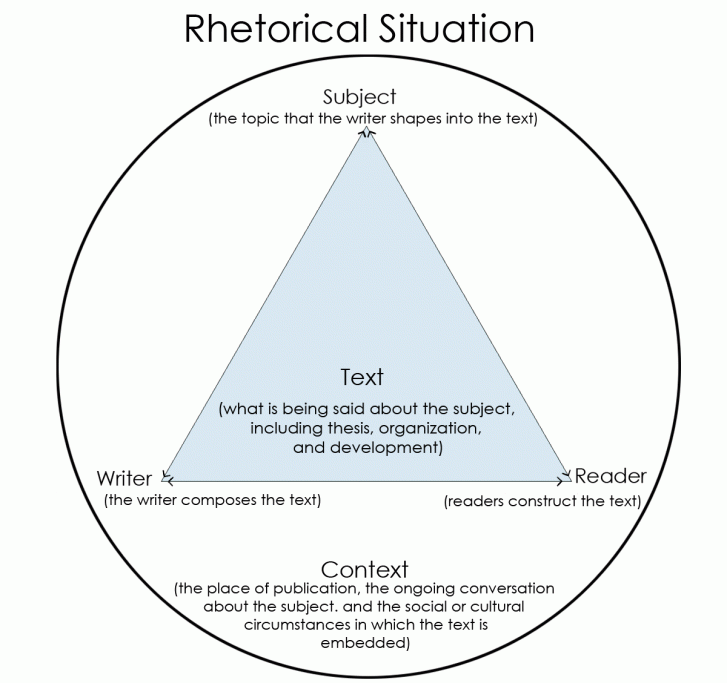 Rhetorical Situation
Subject
(the topic that the writer shapes into the text)
Text
(what is being said about the subject,
including thesis, organization,
and development)
Writer
(the writer composes the text)
Reader
(readers construct the text)
Context
(the place of publication, the ongoing conversation
about the subject. and the social or cultural
circumstances in which the text is
embedded)